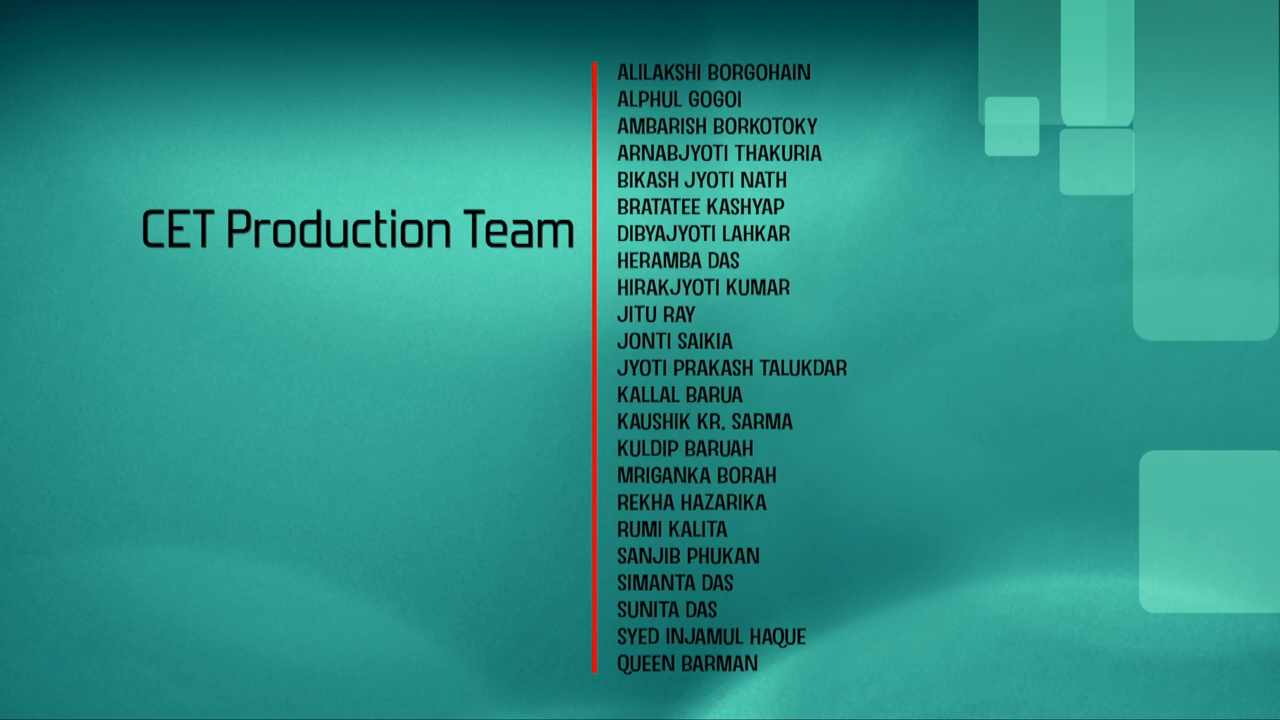 CET Production Team
ALILAKSHI BORGOHAIN
ALPHUL GOGOI
AMBARISH BORKOTOKY
ARNABJYOTI THAKURIA
BIKASH JYOTI NATH
BRATATEE KASHYAP
DIBYAJYOTI LAHKAR
HERAMBA DAS
HIRAKJYOTI KUMAR
JITU RAY
JONTI SAIKIA
JYOTI PRAKASH TALUKDAR
KALLAL BARUA
KAUSHIK KR. SARMA
KULDIP BARUAH
MRIGANKA BORAH
REKHA HAZARIKA
RUMI KALITA
SANJIB PHUKAN
SIMANTA DAS
SUNITA DAS
SYED INJAMUL HAQUE
QUEEN BARMAN